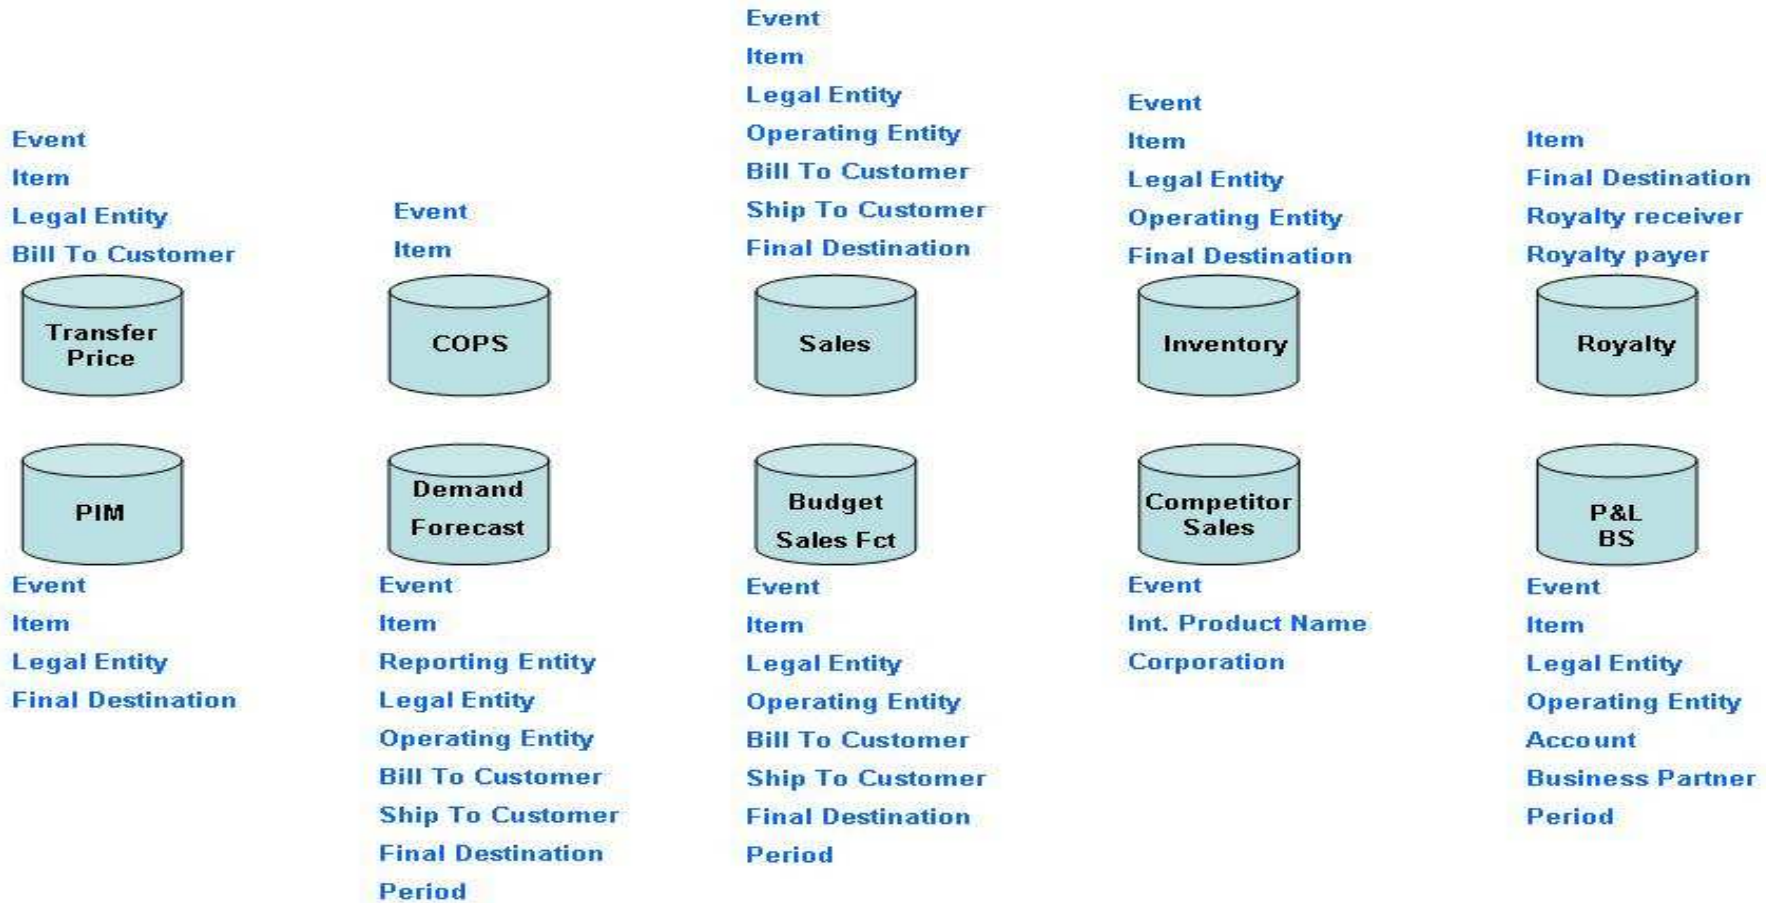 Event
Item
Legal Entity
Bill To Customer
Transfer
Price
Event
Item
COPS
Event
Item
Legal Entity
Operating Entity
Bill To Customer
Ship To Customer
Final Destination
Sales
Event
Item
Legal Entity
Operating Entity
Final Destination
Inventory
Item
Final Destination
Royalty receiver
Royalty payer
Royalty
PIM
Event
Item
Legal Entity
Final Destination
Demand
Forecast
Event
Item
Reporting Entity
Legal Entity
Operating Entity
Bill To Customer
Ship To Customer
Final Destination
Period
Budget
Sales Fct
Event
Item
Legal Entity
Operating Entity
Bill To Customer
Ship To Customer
Final Destination
Period
Competitor
Sales
Event
Int. Product Name
Corporation
P&L
BS
Event
Item
Legal Entity
Operating Entity
Account
Business Partner
Period